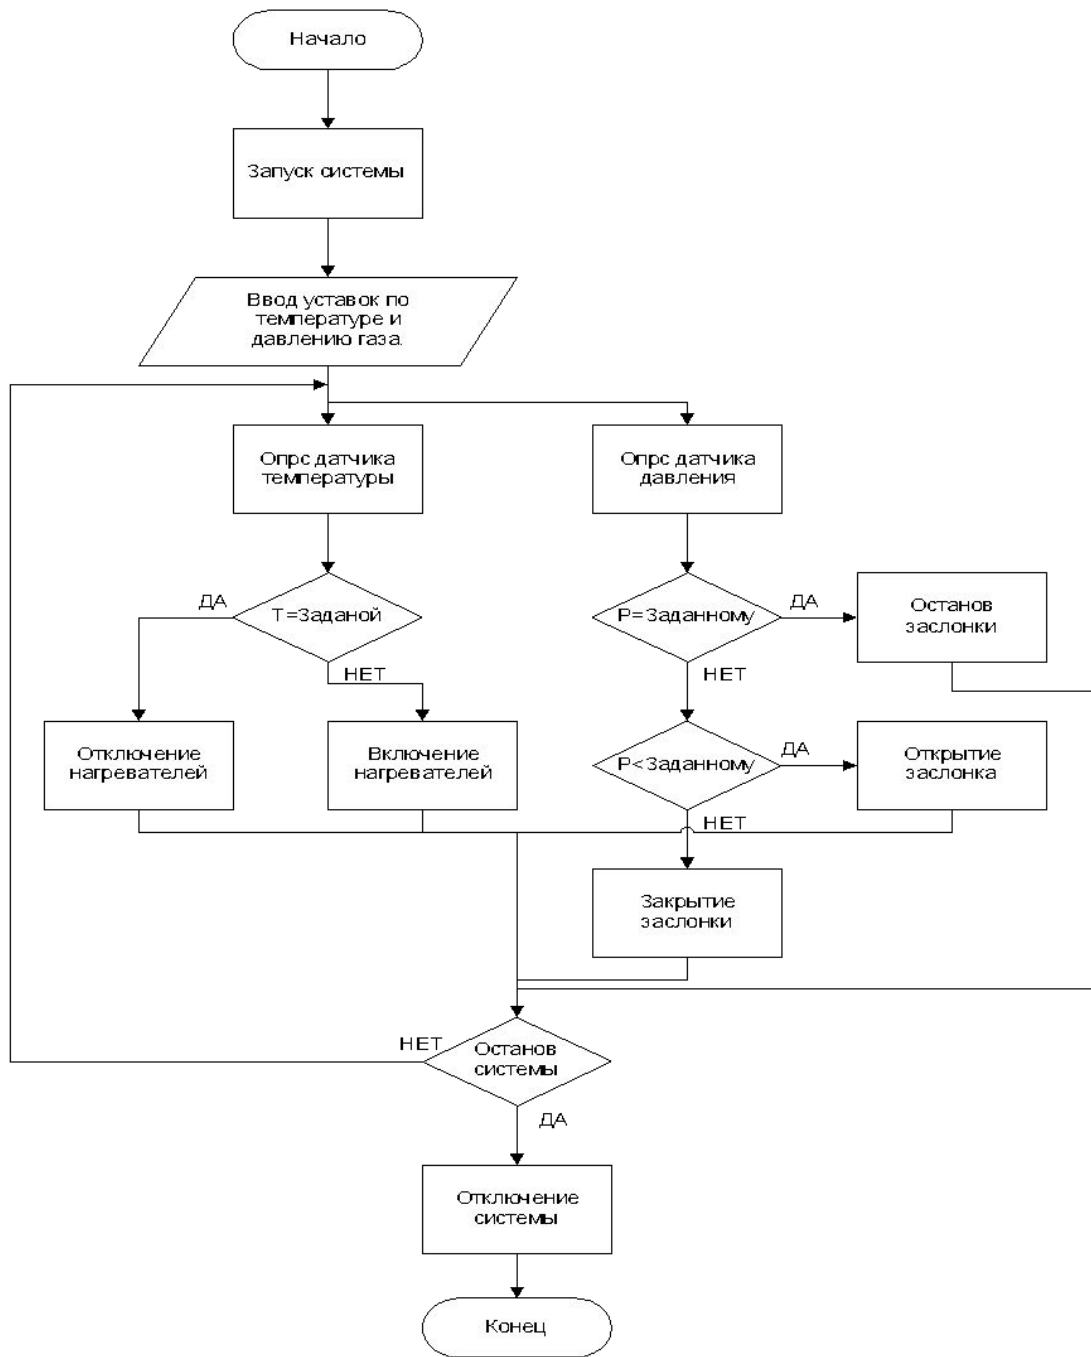 Начало
Запуск системы
Ввод уставок по
температуре и
давлению газа.
Опрс датчика
температуры
Опрс датчика
давления
ДА
Т=Заданой
НЕТ
Р=Заданному
ДА
НЕТ
Останов
заслонки
Отключение
нагревателей
Включение
нагревателей
Р<Заданному
ДА
НЕТ
Открытие
заслонка
Закрытие
заслонки
НЕТ
Останов
системы
ДА
Отключение
системы
Конец